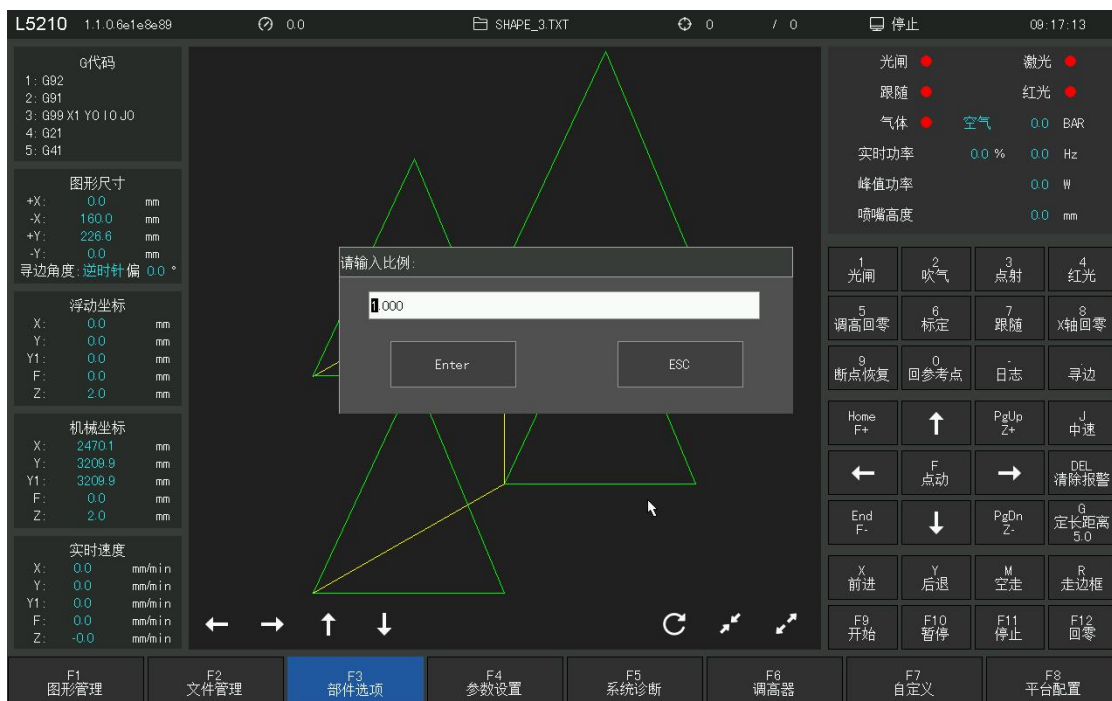 L5210 1.1.0.6e1e8e89 0.0 SHAPE_3.TXT 0 / 0 停止 09:17:13
G代码
1: G92
2: G91
3: G99 X1 Y0 I0 J0
4: G21
5: G41
图形尺寸
+X: 0.0 mm
-X: 160.0 mm
+Y: 226.6 mm
-Y: 0.0 mm
寻边角度:逆时针偏 0.0 °
浮动坐标
X: 0.0 mm
Y: 0.0 mm
Y1: 0.0 mm
F: 0.0 mm
Z: 2.0 mm
机械坐标
X: 2470.1 mm
Y: 3209.9 mm
Y1: 3209.9 mm
F: 0.0 mm
Z: 2.0 mm
实时速度
X: 0.0 mm/min
Y: 0.0 mm/min
Y1: 0.0 mm/min
F: 0.0 mm/min
Z: -0.0 mm/min
请输入比例:
1.000
Enter ESC
光闸 激光
跟随 红光
气体 空气 0.0 BAR
实时功率 0.0 % 0.0 Hz
峰值功率 0.0 W
喷嘴高度 0.0 mm
1 2 3 4
光闸 吹气 点射 红光
5 6 7 8
调高回零 标定 跟随 X轴回零
9 0 -
断点恢复 回参考点 日志 寻边
Home PgUp J
F+ Z+ 中速
F DEL
点动 清除报警
End PgDn G
F- Z- 定长距离
5.0
X Y M R
前进 后退 空走 走边框
F9 F10 F11 F12
开始 暂停 停止 回零
F1 F2 F3 F4 F5 F6 F7 F8
图形管理 文件管理 部件选项 参数设置 系统诊断 调高器 自定义 平台配置